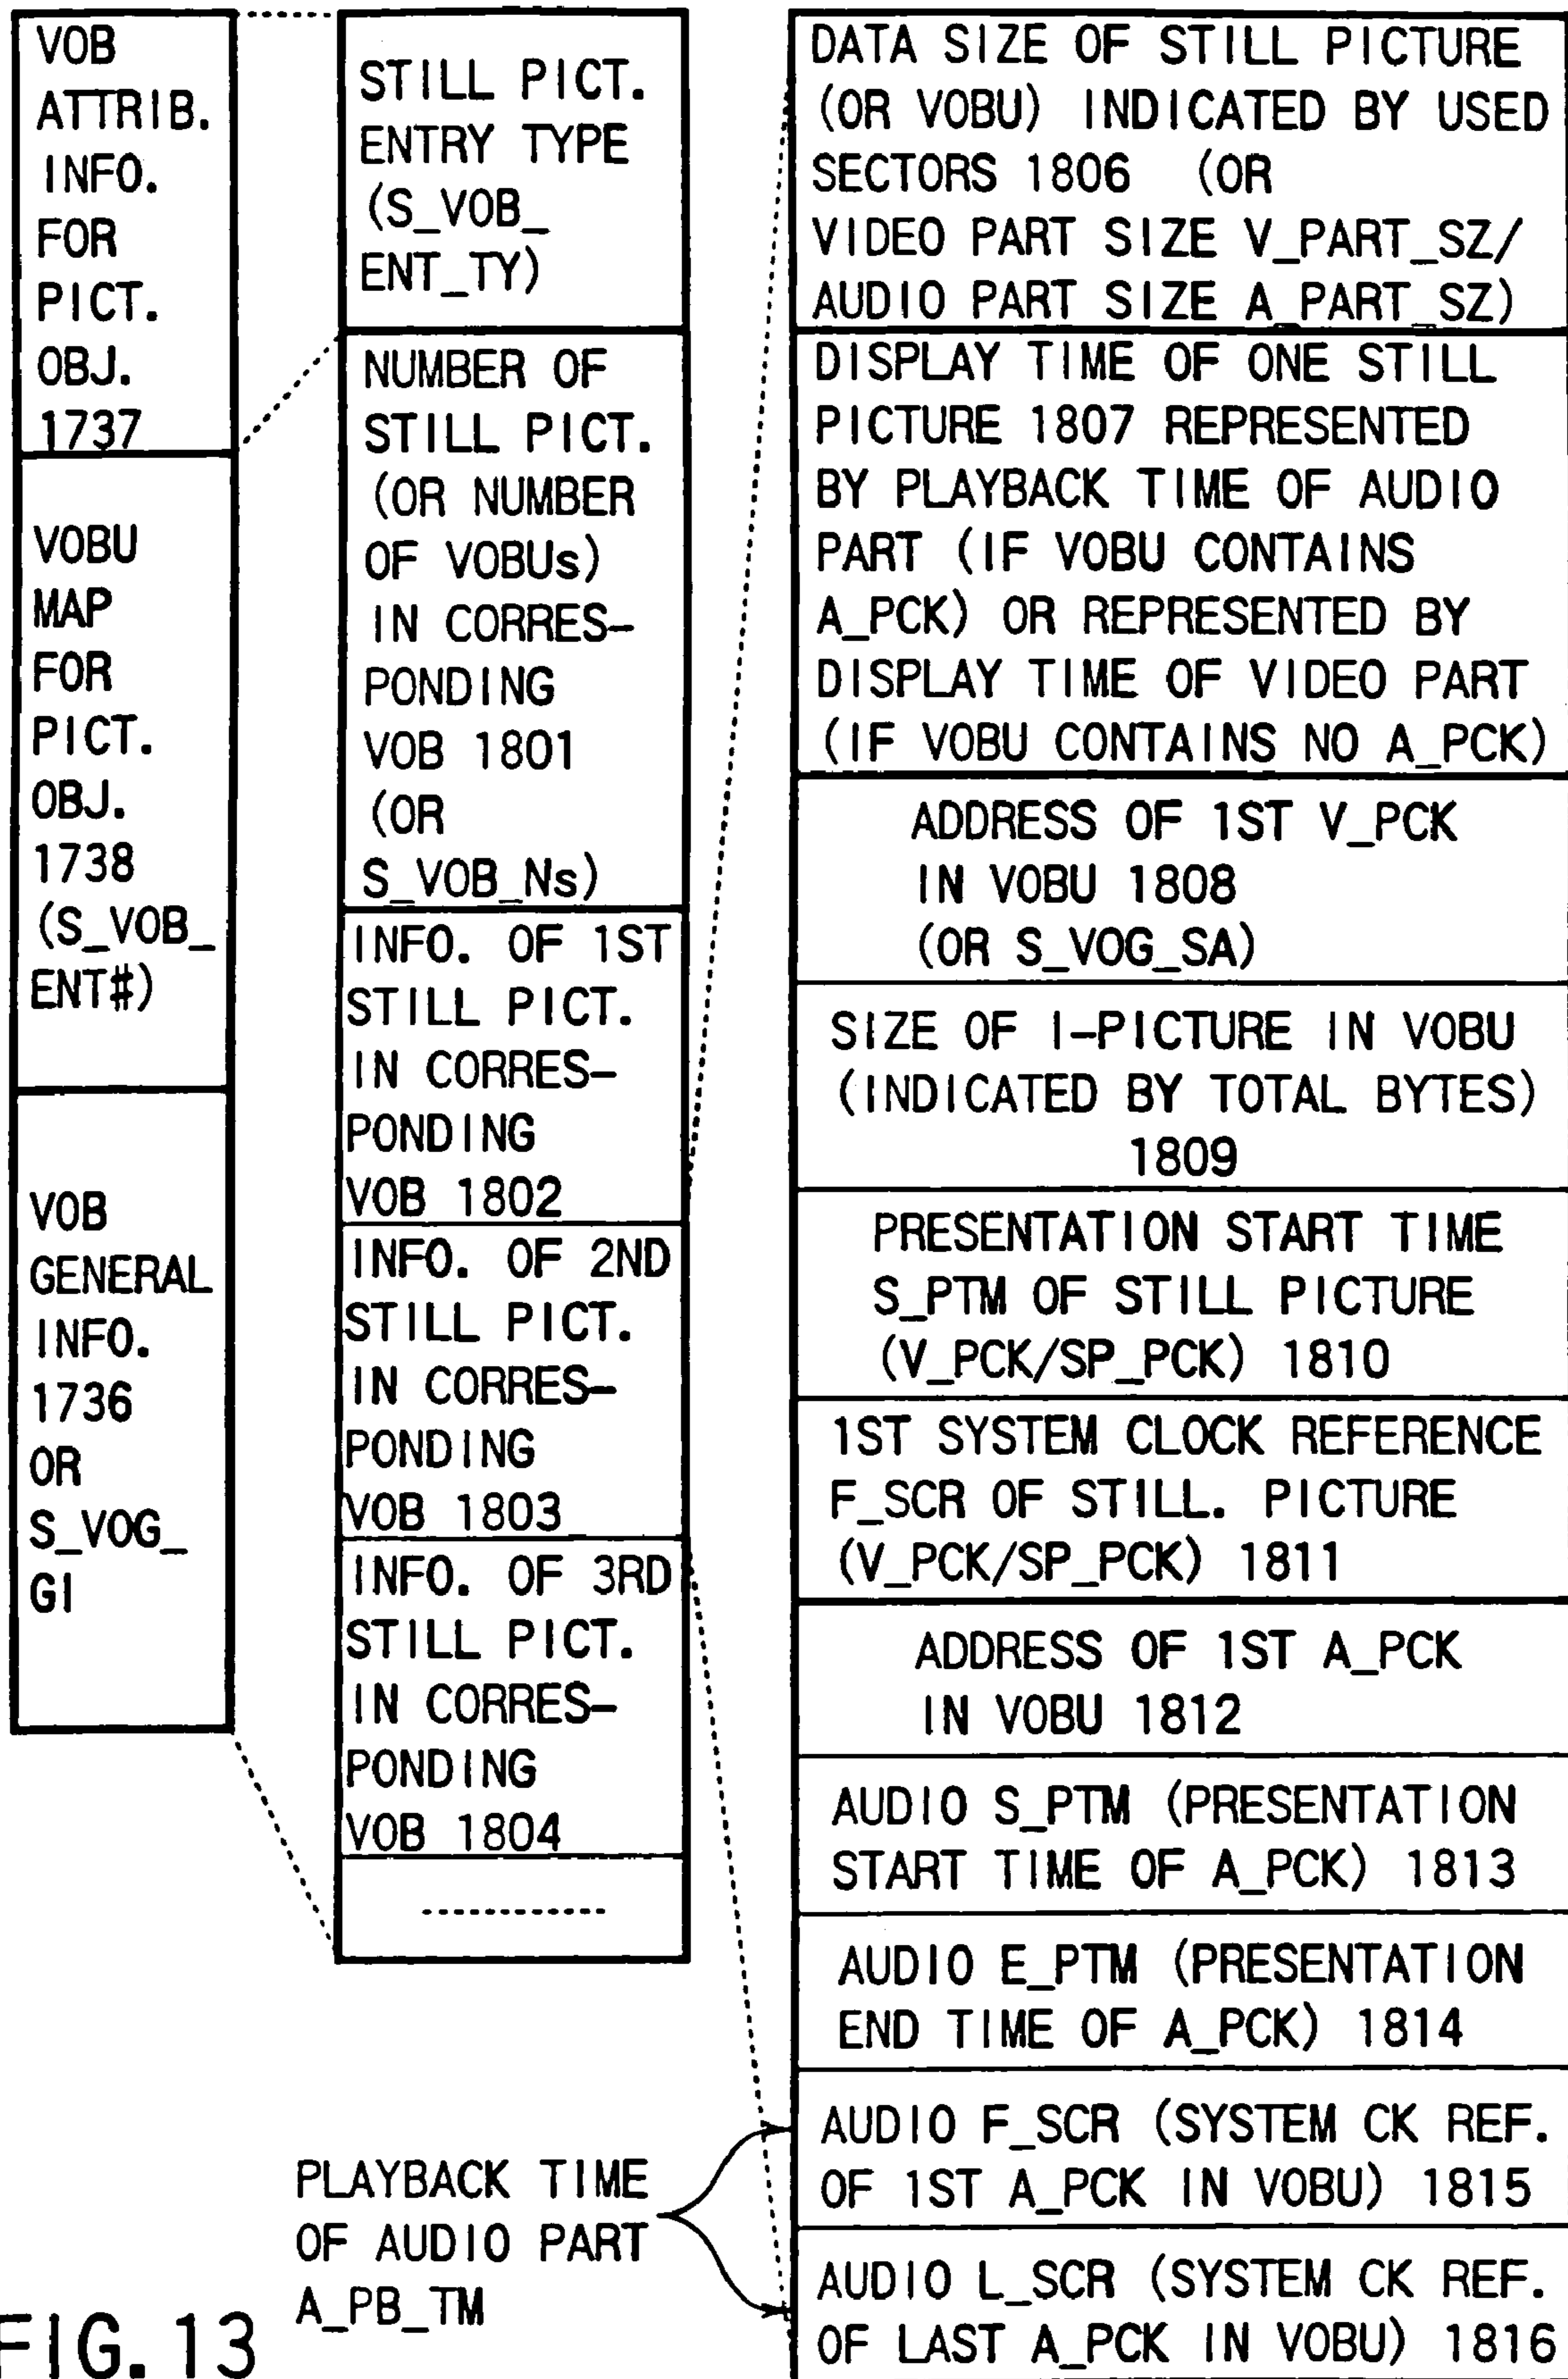 VOB
ATTRIB.
INFO.
FOR
PICT.
OBJ.
1737
VOBU
MAP
FOR
PICT.
OBJ.
1738
(S_VOB_
ENT#)
VOB
GENERAL
INFO.
1736
OR
S_VOG_
GI
STILL PICT.
ENTRY TYPE
(S_VOB_
ENT_TY)
NUMBER OF
STILL PICT.
(OR NUMBER
OF VOBUs)
IN CORRES-
PONDING
VOB 1801
(OR
S_VOB_Ns)
INFO. OF 1ST
STILL PICT.
IN CORRES-
PONDING
VOB 1802
INFO. OF 2ND
STILL PICT.
IN CORRES-
PONDING
VOB 1803
INFO. OF 3RD
STILL PICT.
IN CORRES-
PONDING
VOB 1804
DATA SIZE OF STILL PICTURE
(OR VOBU) INDICATED BY USED
SECTORS 1806 (OR
VIDEO PART SIZE V_PART_SZ/
AUDIO PART SIZE A_PART_SZ)
DISPLAY TIME OF ONE STILL
PICTURE 1807 REPRESENTED
BY PLAYBACK TIME OF AUDIO
PART (IF VOBU CONTAINS
A_PCK) OR REPRESENTED BY
DISPLAY TIME OF VIDEO PART
(IF VOBU CONTAINS NO A_PCK)
ADDRESS OF 1ST V_PCK
IN VOBU 1808
(OR S_VOG_SA)
SIZE OF I-PICTURE IN VOBU
(INDICATED BY TOTAL BYTES)
1809
PRESENTATION START TIME
S_PTM OF STILL PICTURE
(V_PCK/SP_PCK) 1810
1ST SYSTEM CLOCK REFERENCE
F_SCR OF STILL. PICTURE
(V_PCK/SP_PCK) 1811
ADDRESS OF 1ST A_PCK
IN VOBU 1812
AUDIO S_PTM (PRESENTATION
START TIME OF A_PCK) 1813
AUDIO E_PTM (PRESENTATION
END TIME OF A_PCK) 1814
AUDIO F_SCR (SYSTEM CK REF.
OF 1ST A_PCK IN VOBU) 1815
AUDIO L_SCR (SYSTEM CK REF.
OF LAST A_PCK IN VOBU) 1816
PLAYBACK TIME
OF AUDIO PART
A_PB_TM
FIG. 13